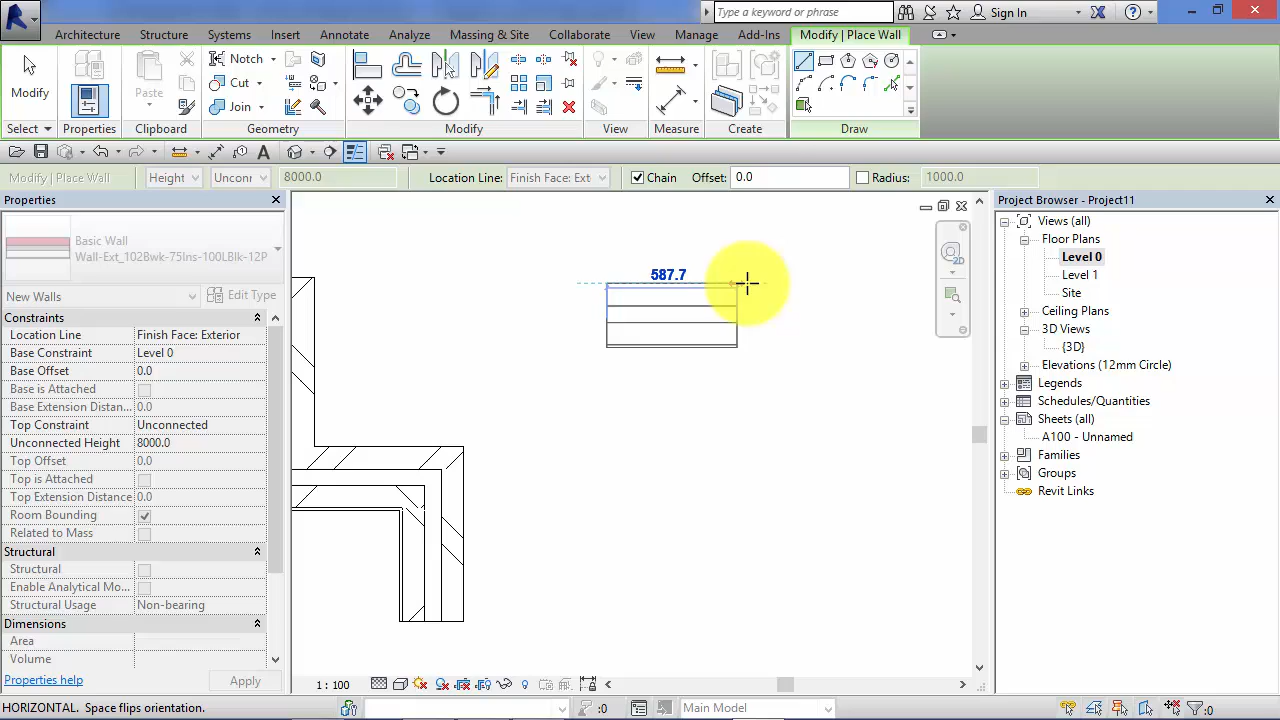 Type a keyword or phrase
Sign In
Architecture Structure Systems Insert Annotate Analyze Massing & Site Collaborate View Manage Add-Ins Modify | Place Wall
Modify
Paste
Notch
Cut
Join
Select Properties Clipboard Geometry Modify View Measure Create Draw
Modify | Place Wall Height Uncon 8000.0 Location Line: Finish Face: Ext Chain Offset: 0.0 Radius: 1000.0
Properties
Basic Wall
Wall-Ext_102Bwk-75Ins-100LBlk-12P
New Walls Edit Type
Constraints
Location Line Finish Face: Exterior
Base Constraint Level 0
Base Offset 0.0
Base is Attached
Base Extension Distan...
Top Constraint Unconnected
Unconnected Height 8000.0
Top Offset 0.0
Top is Attached
Top Extension Distance 0.0
Room Bounding
Related to Mass
Structural
Structural
Enable Analytical Mo...
Structural Usage Non-bearing
Dimensions
Area
Volume
Properties help Apply
587.7
2D
1 : 100
Project Browser - Project11
Views (all)
Floor Plans
Level 0
Level 1
Site
Ceiling Plans
3D Views
{3D}
Elevations (12mm Circle)
Legends
Schedules/Quantities
Sheets (all)
A100 - Unnamed
Families
Groups
Revit Links
HORIZONTAL. Space flips orientation. :0 Main Model :0